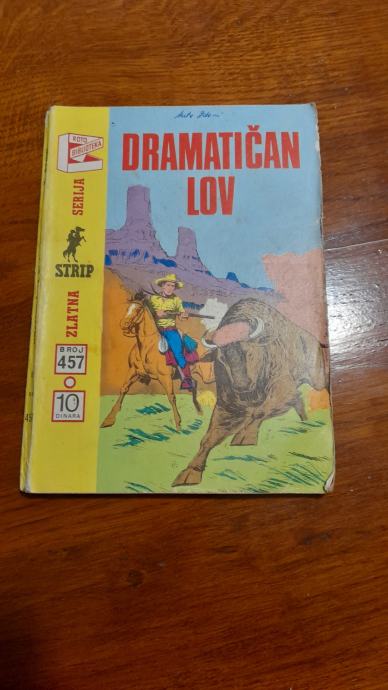 DRAMATIČAN
LOV
ROTO
BIBLIOTEKA
ZLATNA
STRIP
SERIJA
BROJ
457
10
DINARA